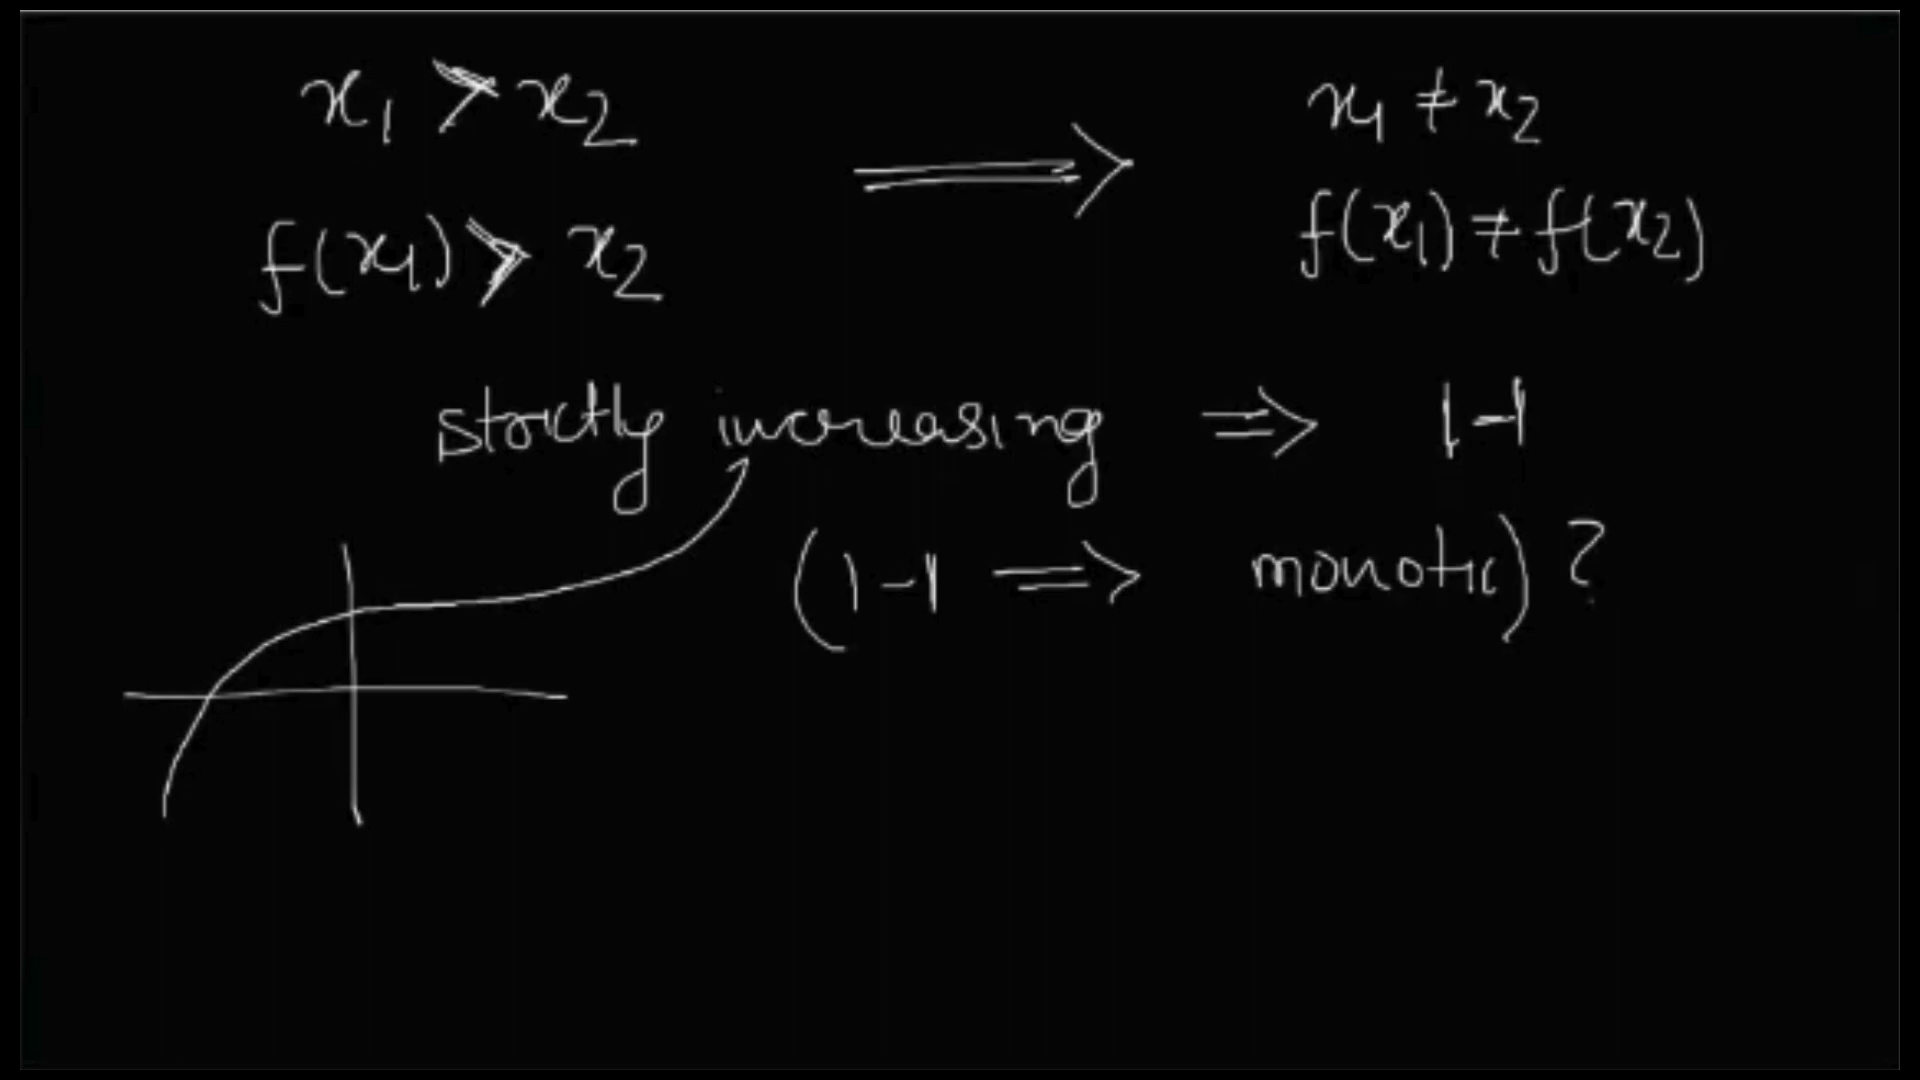 x₁ > x₂ ⟹ x₁ ≠ x₂
f(x₁) > x₂ f(x₁) ≠ f(x₂)
strictly increasing ⟹ 1-1
(1-1 ⟹ monotic) ?